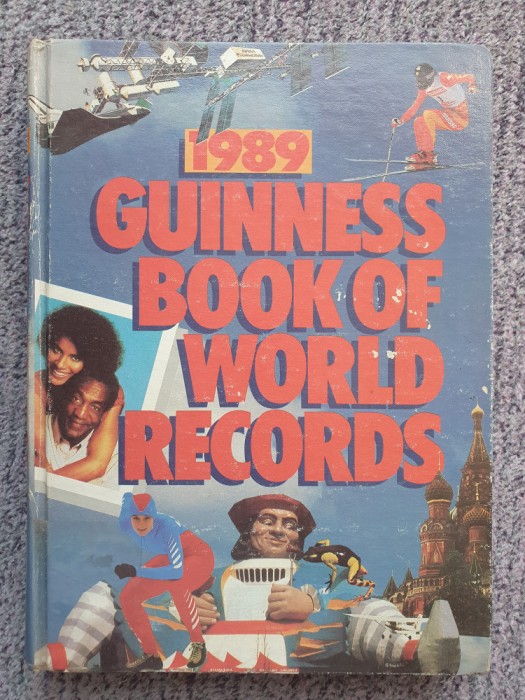 1989
GUINNESS
BOOK OF
WORLD
RECORDS